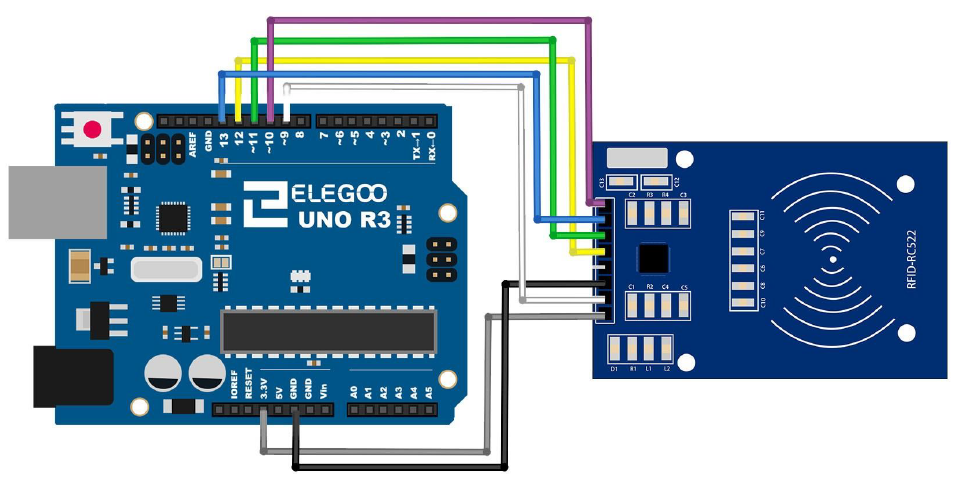 AREF
GND
13
12
~11
~10
~9
8
7
~6
~5
4
~3
2
TX→1
RX←0
ELEGOO
UNO R3
IOREF
RESET
3.3V
5V
GND
GND
Vin
A0
A1
A2
A3
A4
A5
C13
C12
C2
R3
R4
C3
C11
C9
C7
C6
C8
C10
C1
R2
C4
C5
D1
R1
L1
L2
RFID-RC522